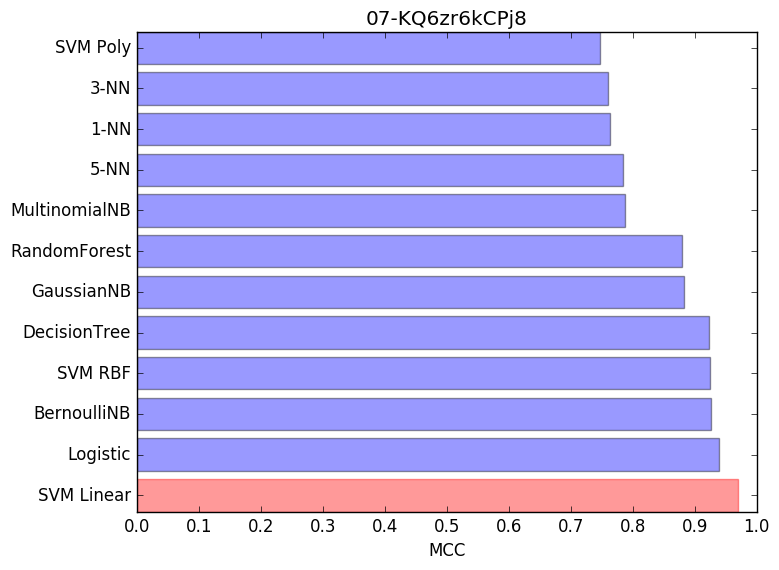 07-KQ6zr6kCPj8
SVM Poly
3-NN
1-NN
5-NN
MultinomialNB
RandomForest
GaussianNB
DecisionTree
SVM RBF
BernoulliNB
Logistic
SVM Linear
0.0 0.1 0.2 0.3 0.4 0.5 0.6 0.7 0.8 0.9 1.0
MCC